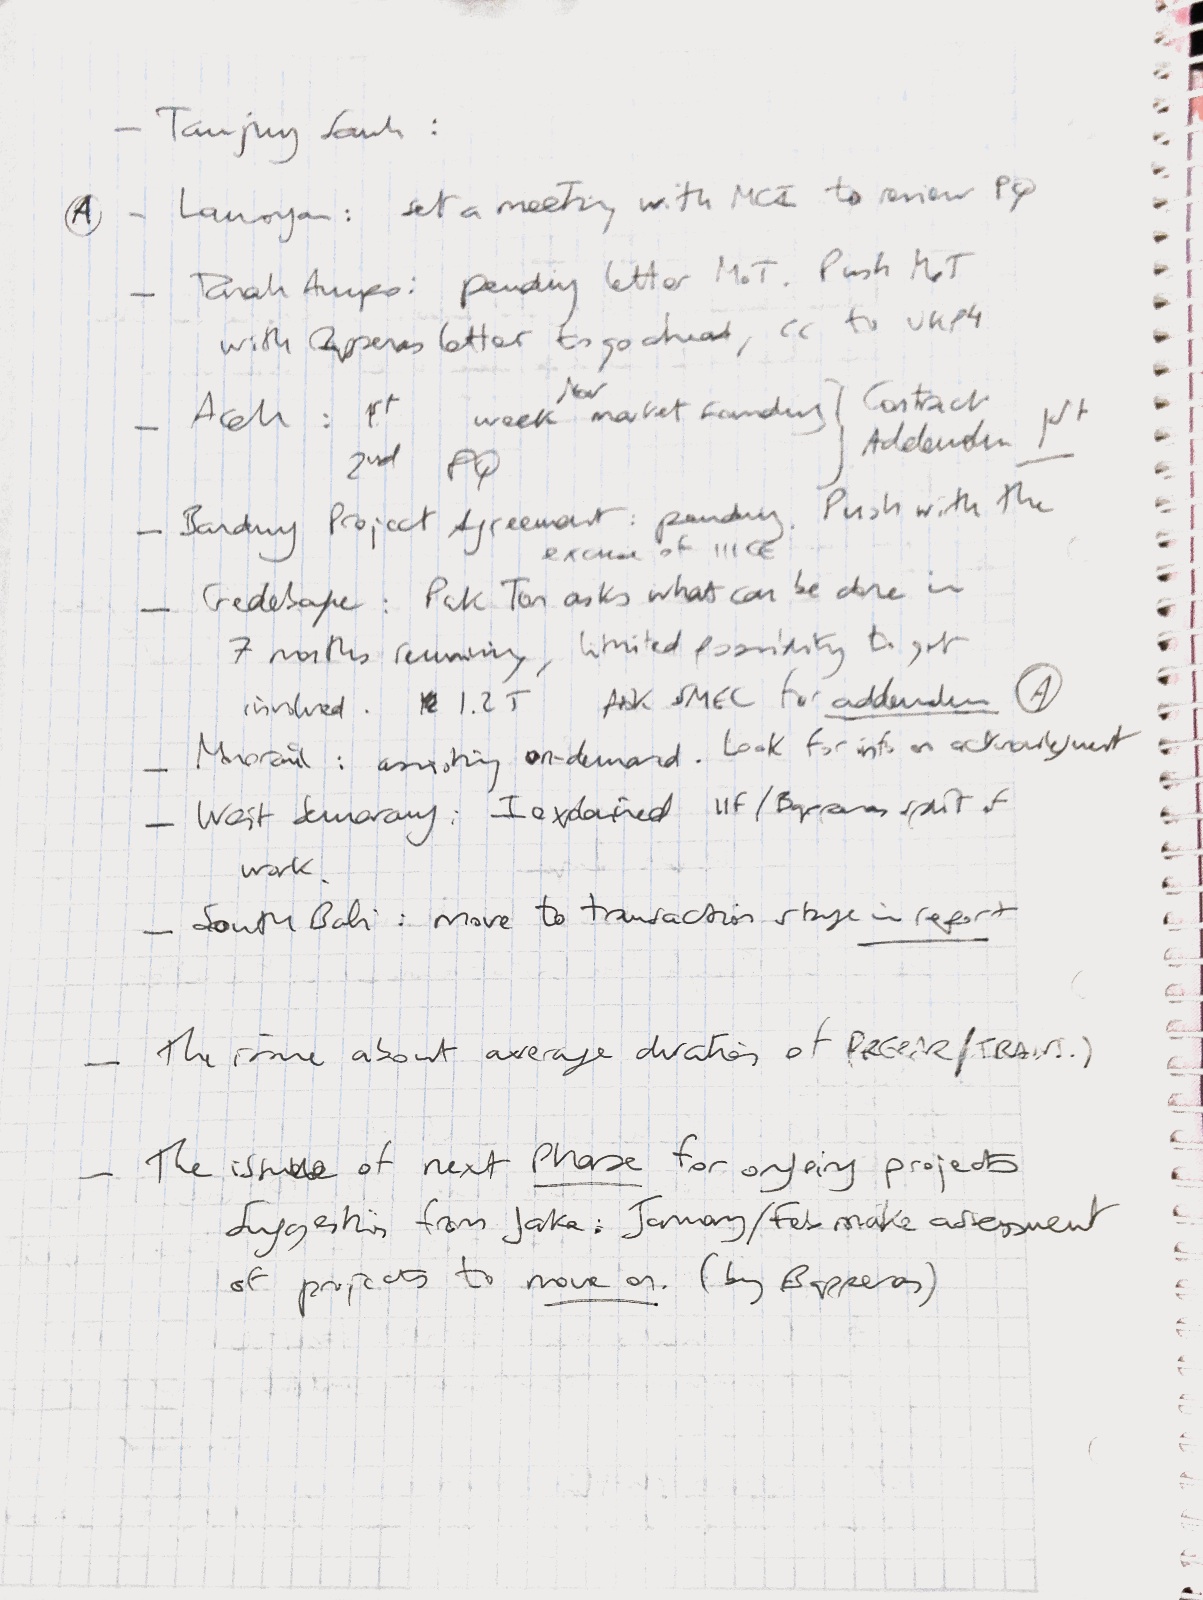 - Tanjung Sauh :
Ⓐ - Lamongan : set a meeting with MCI to review PQ
- Tanah Ampo : pending letter MoT. Push MoT
with Bappenas letter to go ahead, cc to UKP4
- Aceh : 1st week Nov market sounding } Contract
2nd PQ Addendum 1st
- Bandung Project Agreement : pending. Push with the
excuse of IIICE
- Gedebage : Pak Ton asks what can be done in
7 months remaining, limited possibility to get
involved. 1.2 T Ask SMEC for addendum Ⓐ
- Monorail : assisting on-demand. Look for info on acknowledgment
- West Semarang : I explained IIF/Bappenas split of
work.
- South Bali : move to transaction stage in report
- The issue about average duration of PREPAR/TRANS.)
- The issue of next Phase for ongoing projects
Suggestion from Jake : January/Feb make assessment
of projects to move on. (by Bappenas)